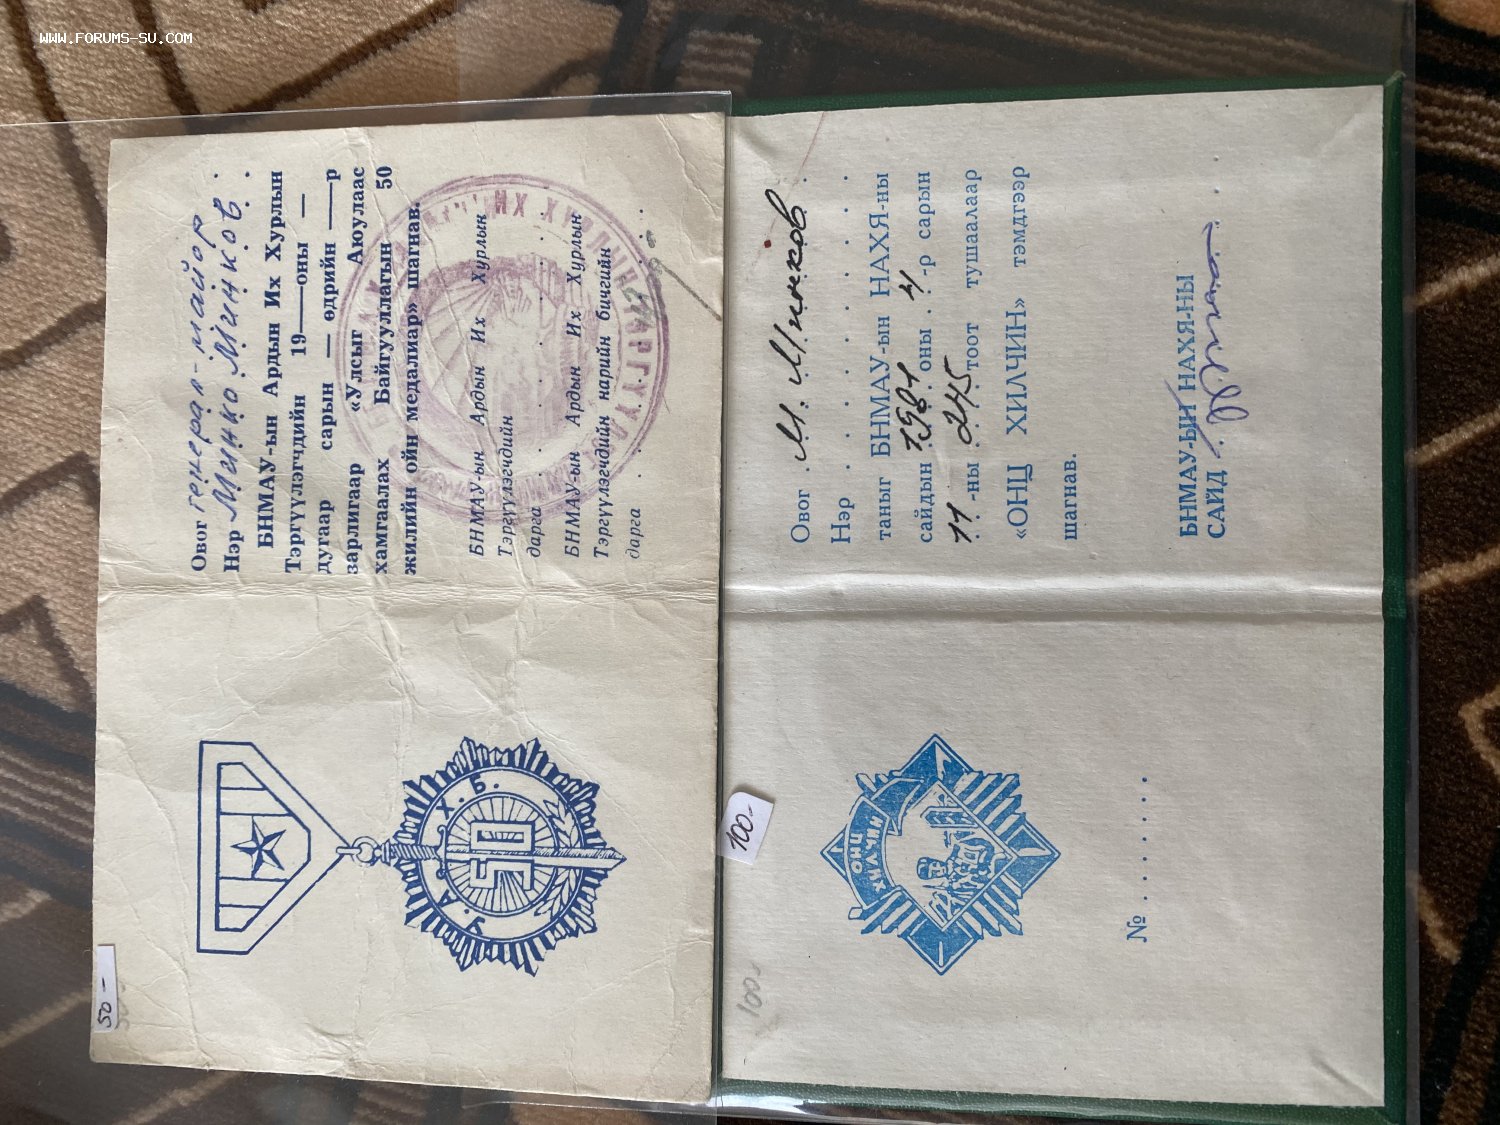 WWW.FORUMS-SU.COM
50 -
У. А. Х. Б.
50
Овог генерал-майор .
Нэр Минко Минков . .
БНМАУ-ын Ардын Их Хурлын
Тэргүүлэгчдийн 19——оны —
дугаар сарын — өдрийн ——р
зарлигаар «Улсыг Аюулаас
хамгаалах Байгууллагын 50
жилийн ойн медалиар» шагнав.
БНМАУ-ын Ардын Их Хурлын
Тэргүүлэгчдийн
дарга . . . . .
БНМАУ-ын Ардын Их Хурлын
Тэргүүлэгчдийн нарийн бичгийн
дарга . . . . .
100.-
100.-
ОНЦ
ХИЛЧИН
№ . . . . . . . .
Овог . М. Минков .
Нэр . . . . . . . .
таныг БНМАУ-ын НАХЯ-ны
сайдын 1981 оны . 4 . -р сарын
11 -ны 245 тоот тушаалаар
«ОНЦ ХИЛЧИН» тэмдгээр
шагнав.
БНМАУ-ЫН НАХЯ-НЫ
САЙД